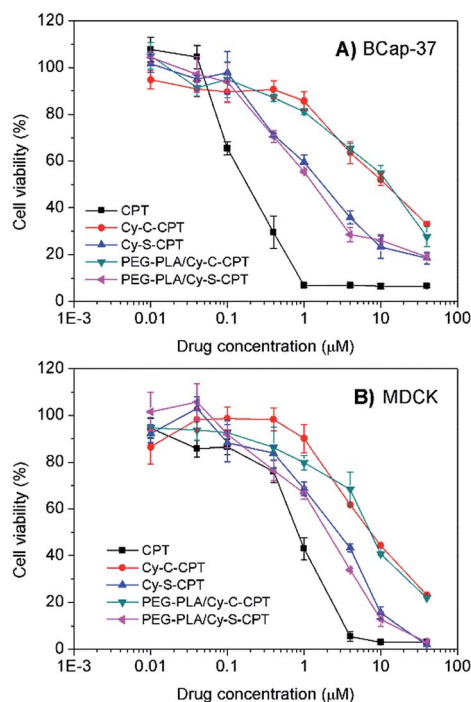 120
A) BCap-37
100
80
60
40
20
0
Cell viability (%)
CPT
Cy-C-CPT
Cy-S-CPT
PEG-PLA/Cy-C-CPT
PEG-PLA/Cy-S-CPT
1E-3 0.01 0.1 1 10 100
Drug concentration (μM)
120
B) MDCK
100
80
60
40
20
0
Cell viability (%)
CPT
Cy-C-CPT
Cy-S-CPT
PEG-PLA/Cy-C-CPT
PEG-PLA/Cy-S-CPT
1E-3 0.01 0.1 1 10 100
Drug concentration (μM)